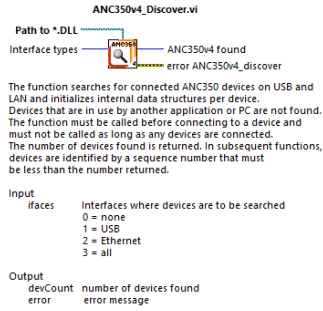 ANC350v4_Discover.vi
Path to *.DLL
Interface types
ANC350
4
ANC350v4 found
error ANC350v4_discover
The function searches for connected ANC350 devices on USB and
LAN and initializes internal data structures per device.
Devices that are in use by another application or PC are not found.
The function must be called before connecting to a device and
must not be called as long as any devices are connected.
The number of devices found is returned. In subsequent functions,
devices are identified by a sequence number that must
be less than the number returned.
Input
ifaces Interfaces where devices are to be searched
0 = none
1 = USB
2 = Ethernet
3 = all
Output
devCount number of devices found
error error message